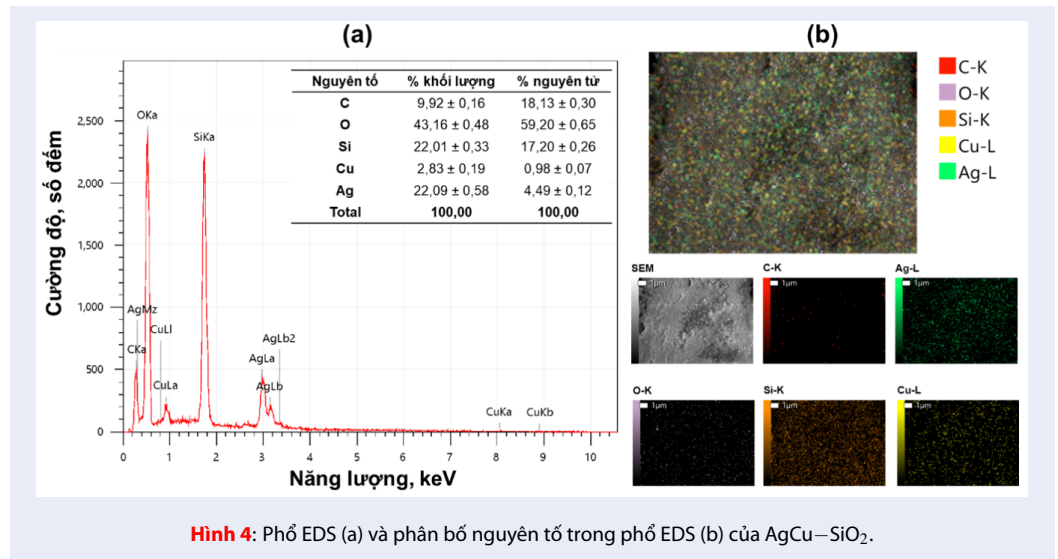 (a)
Cường độ, số đếm
2,500
2,000
1,500
1,000
500
0
OKa
SiKa
AgMz
CuLl
CKa
CuLa
AgLb2
AgLa
AgLb
CuKa
CuKb
0 1 2 3 4 5 6 7 8 9 10
Năng lượng, keV
Nguyên tố % khối lượng % nguyên tử
C 9,92 ± 0,16 18,13 ± 0,30
O 43,16 ± 0,48 59,20 ± 0,65
Si 22,01 ± 0,33 17,20 ± 0,26
Cu 2,83 ± 0,19 0,98 ± 0,07
Ag 22,09 ± 0,58 4,49 ± 0,12
Total 100,00 100,00
(b)
C-K
O-K
Si-K
Cu-L
Ag-L
SEM C-K Ag-L
1μm 1μm 1μm
O-K Si-K Cu-L
1μm 1μm 1μm
Hình 4: Phổ EDS (a) và phân bố nguyên tố trong phổ EDS (b) của AgCu−SiO₂.